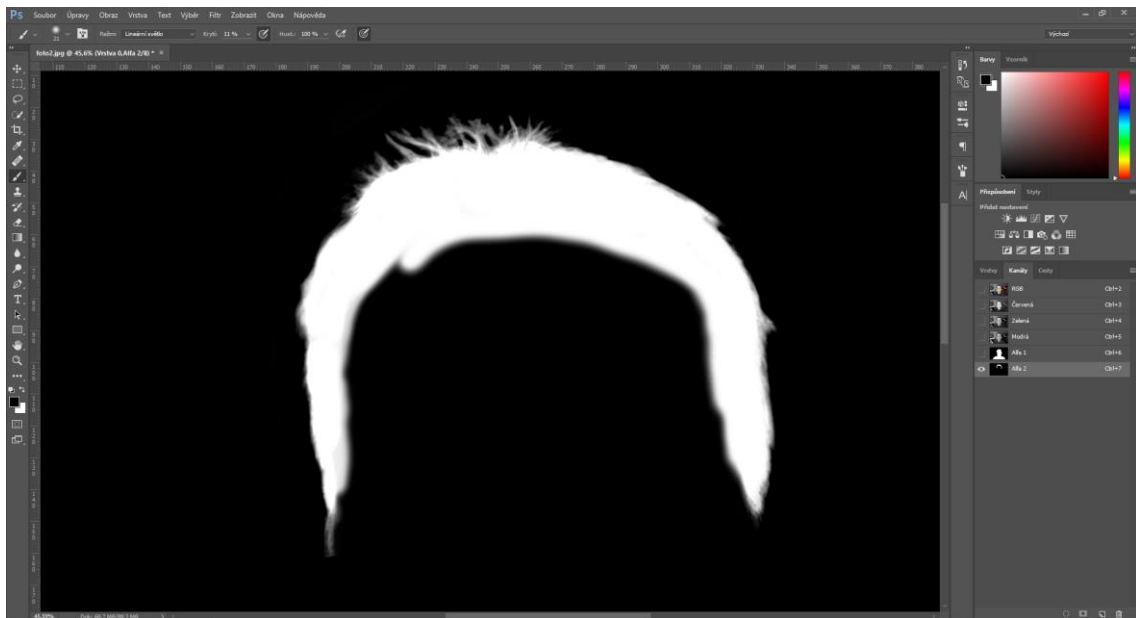 Ps Soubor Úpravy Obraz Vrstva Text Výběr Filtr Zobrazit Okna Nápověda
21 Režim: Lineární světlo Krytí: 31 % Hust.: 100 % Výchozí
foto2.jpg @ 45,6% (Vrstva 0,Alfa 2/8) * ×
Barvy Vzorník
Přizpůsobení Styly
Přidat nastavení
Vrstvy Kanály Cesty
RGB Ctrl+2
Červená Ctrl+3
Zelená Ctrl+4
Modrá Ctrl+5
Alfa 1 Ctrl+6
Alfa 2 Ctrl+7